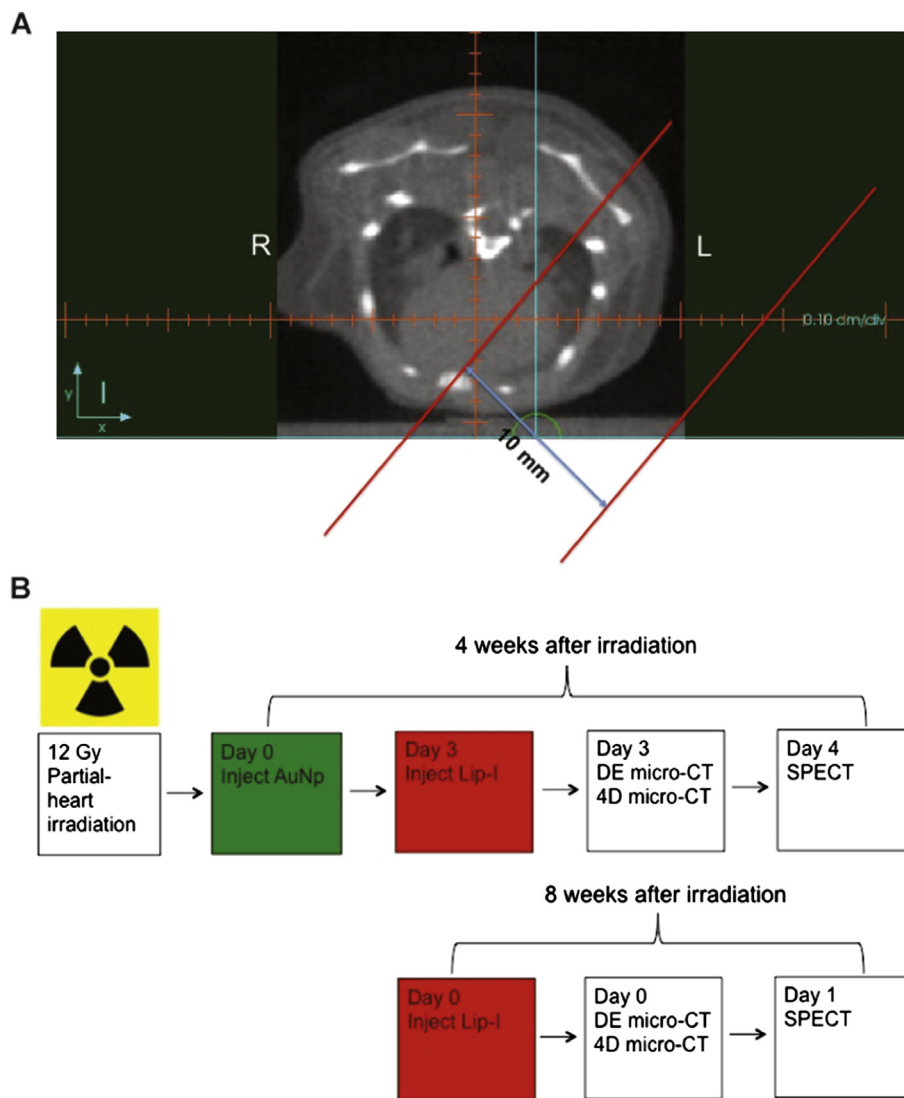 A
R
L
0.10 cm/div
y
I
x
10 mm
B
4 weeks after irradiation
12 Gy
Partial-
heart
irradiation
Day 0
Inject AuNp
Day 3
Inject Lip-I
Day 3
DE micro-CT
4D micro-CT
Day 4
SPECT
8 weeks after irradiation
Day 0
Inject Lip-I
Day 0
DE micro-CT
4D micro-CT
Day 1
SPECT